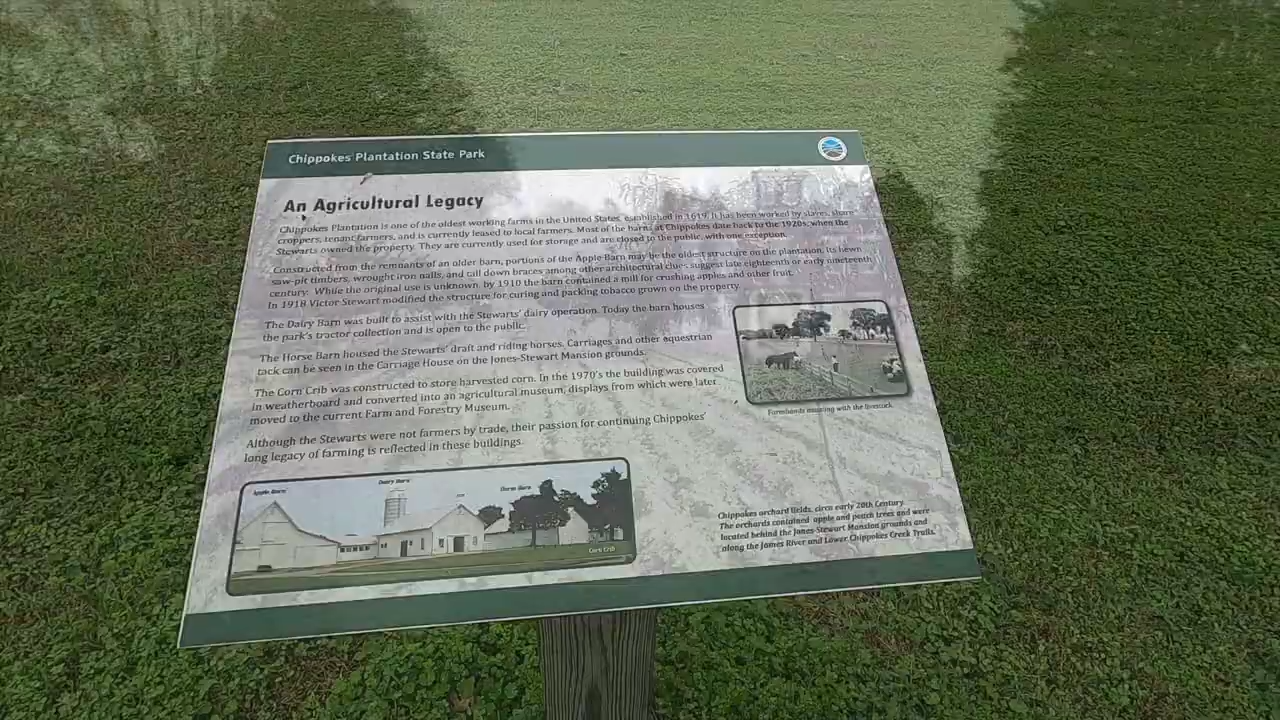 Chippokes Plantation State Park
An Agricultural Legacy
Chippokes Plantation is one of the oldest working farms in the United States, established in 1619. It has been worked by slaves, share
croppers, tenant farmers, and is currently leased to local farmers. Most of the barns at Chippokes date back to the 1920s, when the
Stewarts owned the property. They are currently used for storage and are closed to the public, with one exception.
Constructed from the remnants of an older barn, portions of the Apple Barn may be the oldest structure on the plantation. Its hewn
saw-pit timbers, wrought iron nails, and tall down braces among other architectural clues suggest late eighteenth or early nineteenth
century. While the original use is unknown, by 1910 the barn contained a mill for crushing apples and other fruit.
In 1918 Victor Stewart modified the structure for curing and packing tobacco grown on the property.
The Dairy Barn was built to assist with the Stewarts' dairy operation. Today the barn houses
the park's tractor collection and is open to the public.
The Horse Barn housed the Stewarts' draft and riding horses. Carriages and other equestrian
tack can be seen in the Carriage House on the Jones-Stewart Mansion grounds.
The Corn Crib was constructed to store harvested corn. In the 1970's the building was covered
in weatherboard and converted into an agricultural museum, displays from which were later
moved to the current Farm and Forestry Museum.
Although the Stewarts were not farmers by trade, their passion for continuing Chippokes'
long legacy of farming is reflected in these buildings.
Farmhands assisting with the livestock.
Apple Barn
Dairy Barn
Horse Barn
Corn Crib
Chippokes orchard fields, circa early 20th Century.
The orchards contained apple and peach trees and were
located behind the Jones-Stewart Mansion grounds and
along the James River and Lower Chippokes Creek Trails.